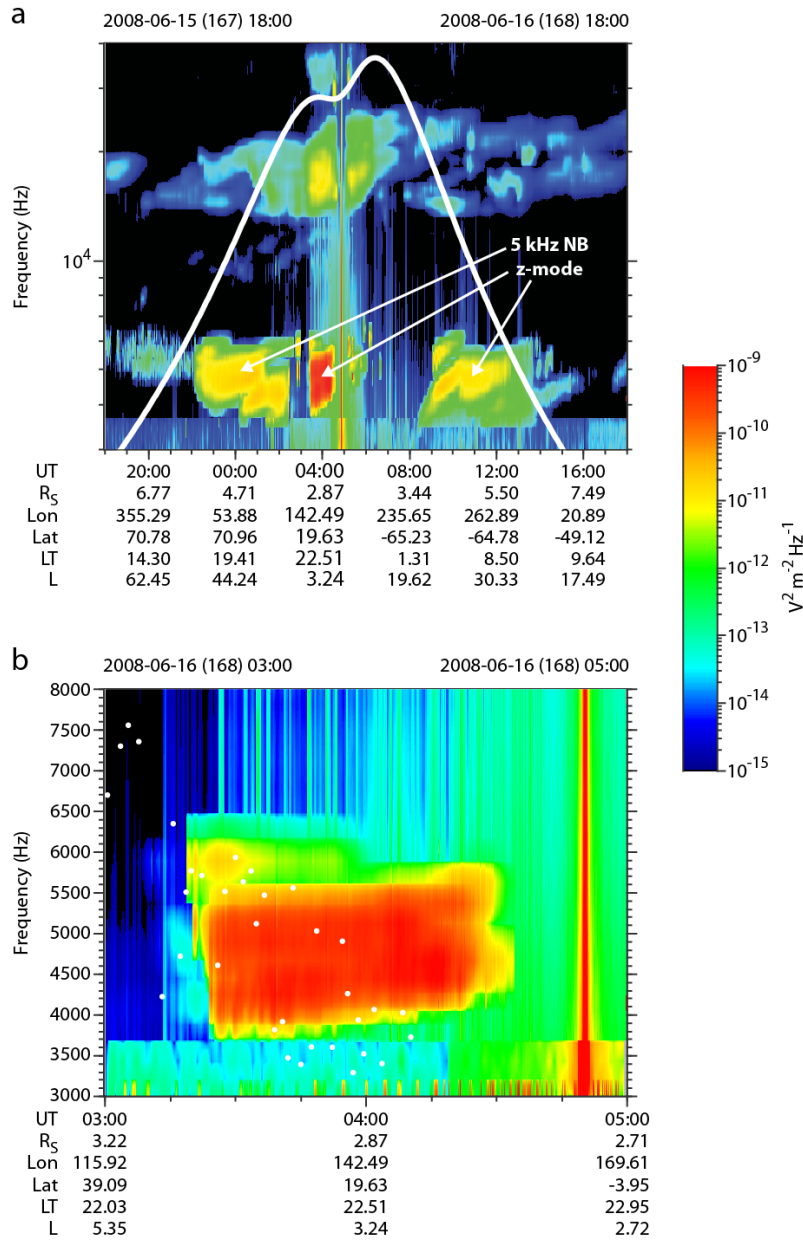 a
2008-06-15 (167) 18:00 2008-06-16 (168) 18:00
Frequency (Hz)
10⁴
5 kHz NB
z-mode
UT 20:00 00:00 04:00 08:00 12:00 16:00
R_S 6.77 4.71 2.87 3.44 5.50 7.49
Lon 355.29 53.88 142.49 235.65 262.89 20.89
Lat 70.78 70.96 19.63 -65.23 -64.78 -49.12
LT 14.30 19.41 22.51 1.31 8.50 9.64
L 62.45 44.24 3.24 19.62 30.33 17.49
10⁻⁹
10⁻¹⁰
10⁻¹¹
10⁻¹²
10⁻¹³
10⁻¹⁴
10⁻¹⁵
V² m⁻² Hz⁻¹
b
2008-06-16 (168) 03:00 2008-06-16 (168) 05:00
Frequency (Hz)
8000
7500
7000
6500
6000
5500
5000
4500
4000
3500
3000
UT 03:00 04:00 05:00
R_S 3.22 2.87 2.71
Lon 115.92 142.49 169.61
Lat 39.09 19.63 -3.95
LT 22.03 22.51 22.95
L 5.35 3.24 2.72